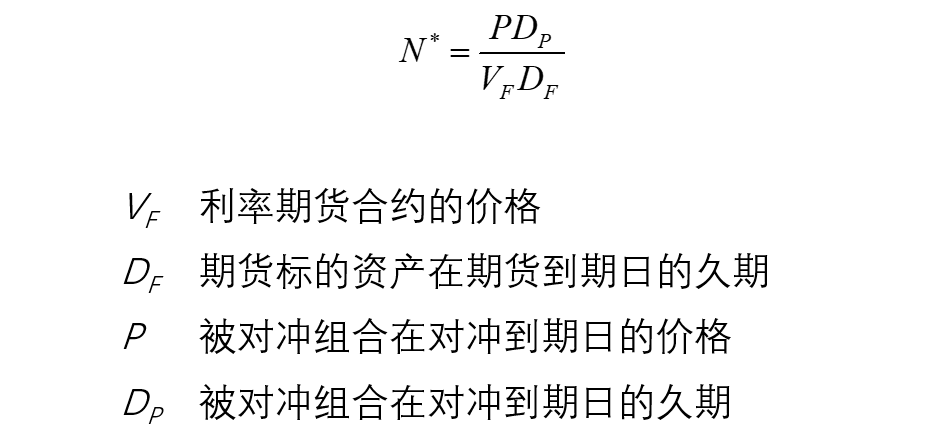 N* = PD_P / V_F D_F
V_F 利率期货合约的价格
D_F 期货标的资产在期货到期日的久期
P 被对冲组合在对冲到期日的价格
D_P 被对冲组合在对冲到期日的久期